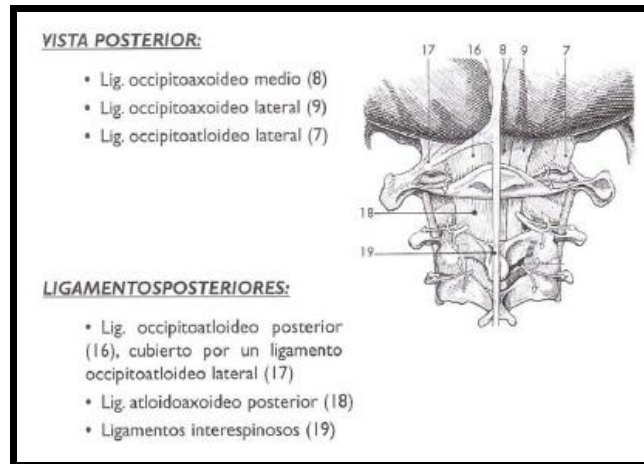 VISTA POSTERIOR:
• Lig. occipitoaxoideo medio (8)
• Lig. occipitoaxoideo lateral (9)
• Lig. occipitoatloideo lateral (7)
LIGAMENTOSPOSTERIORES:
• Lig. occipitoatloideo posterior
(16), cubierto por un ligamento
occipitoatloideo lateral (17)
• Lig. atloidoaxoideo posterior (18)
• Ligamentos interespinosos (19)
17 16 8 9 7
18
19